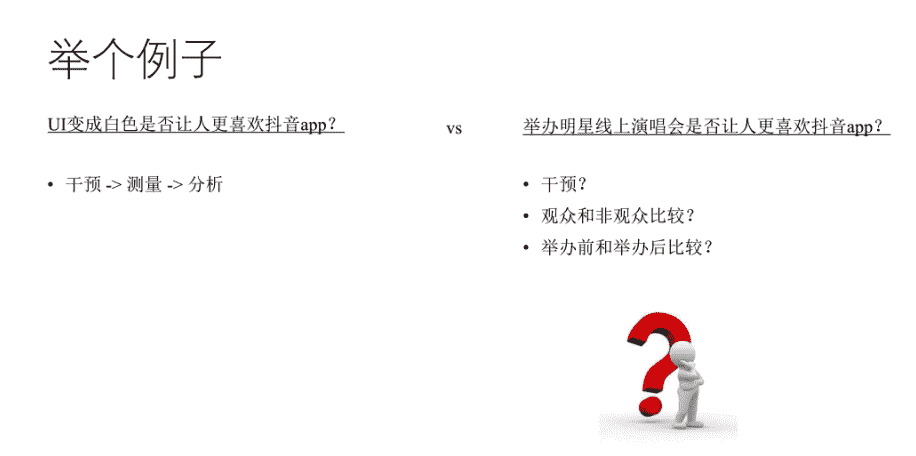 举个例子
UI变成白色是否让人更喜欢抖音app？
vs
举办明星线上演唱会是否让人更喜欢抖音app？
• 干预 -> 测量 -> 分析
• 干预？
• 观众和非观众比较？
• 举办前和举办后比较？